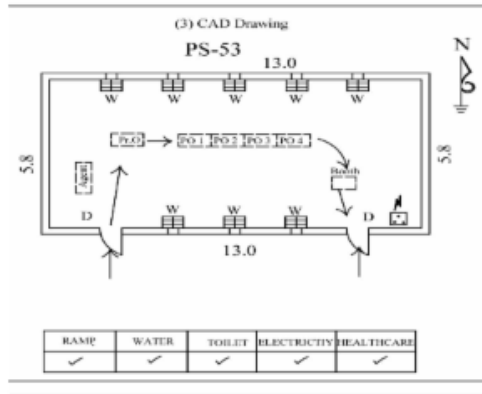 (3) CAD Drawing
PS-53
13.0
N
W W W W W
Pr.O PO 1 PO 2 PO 3 PO 4
5.8
5.8
Agent
Booth
D W W W D
13.0
RAMP WATER TOILET ELECTRICTIY HEALTHCARE